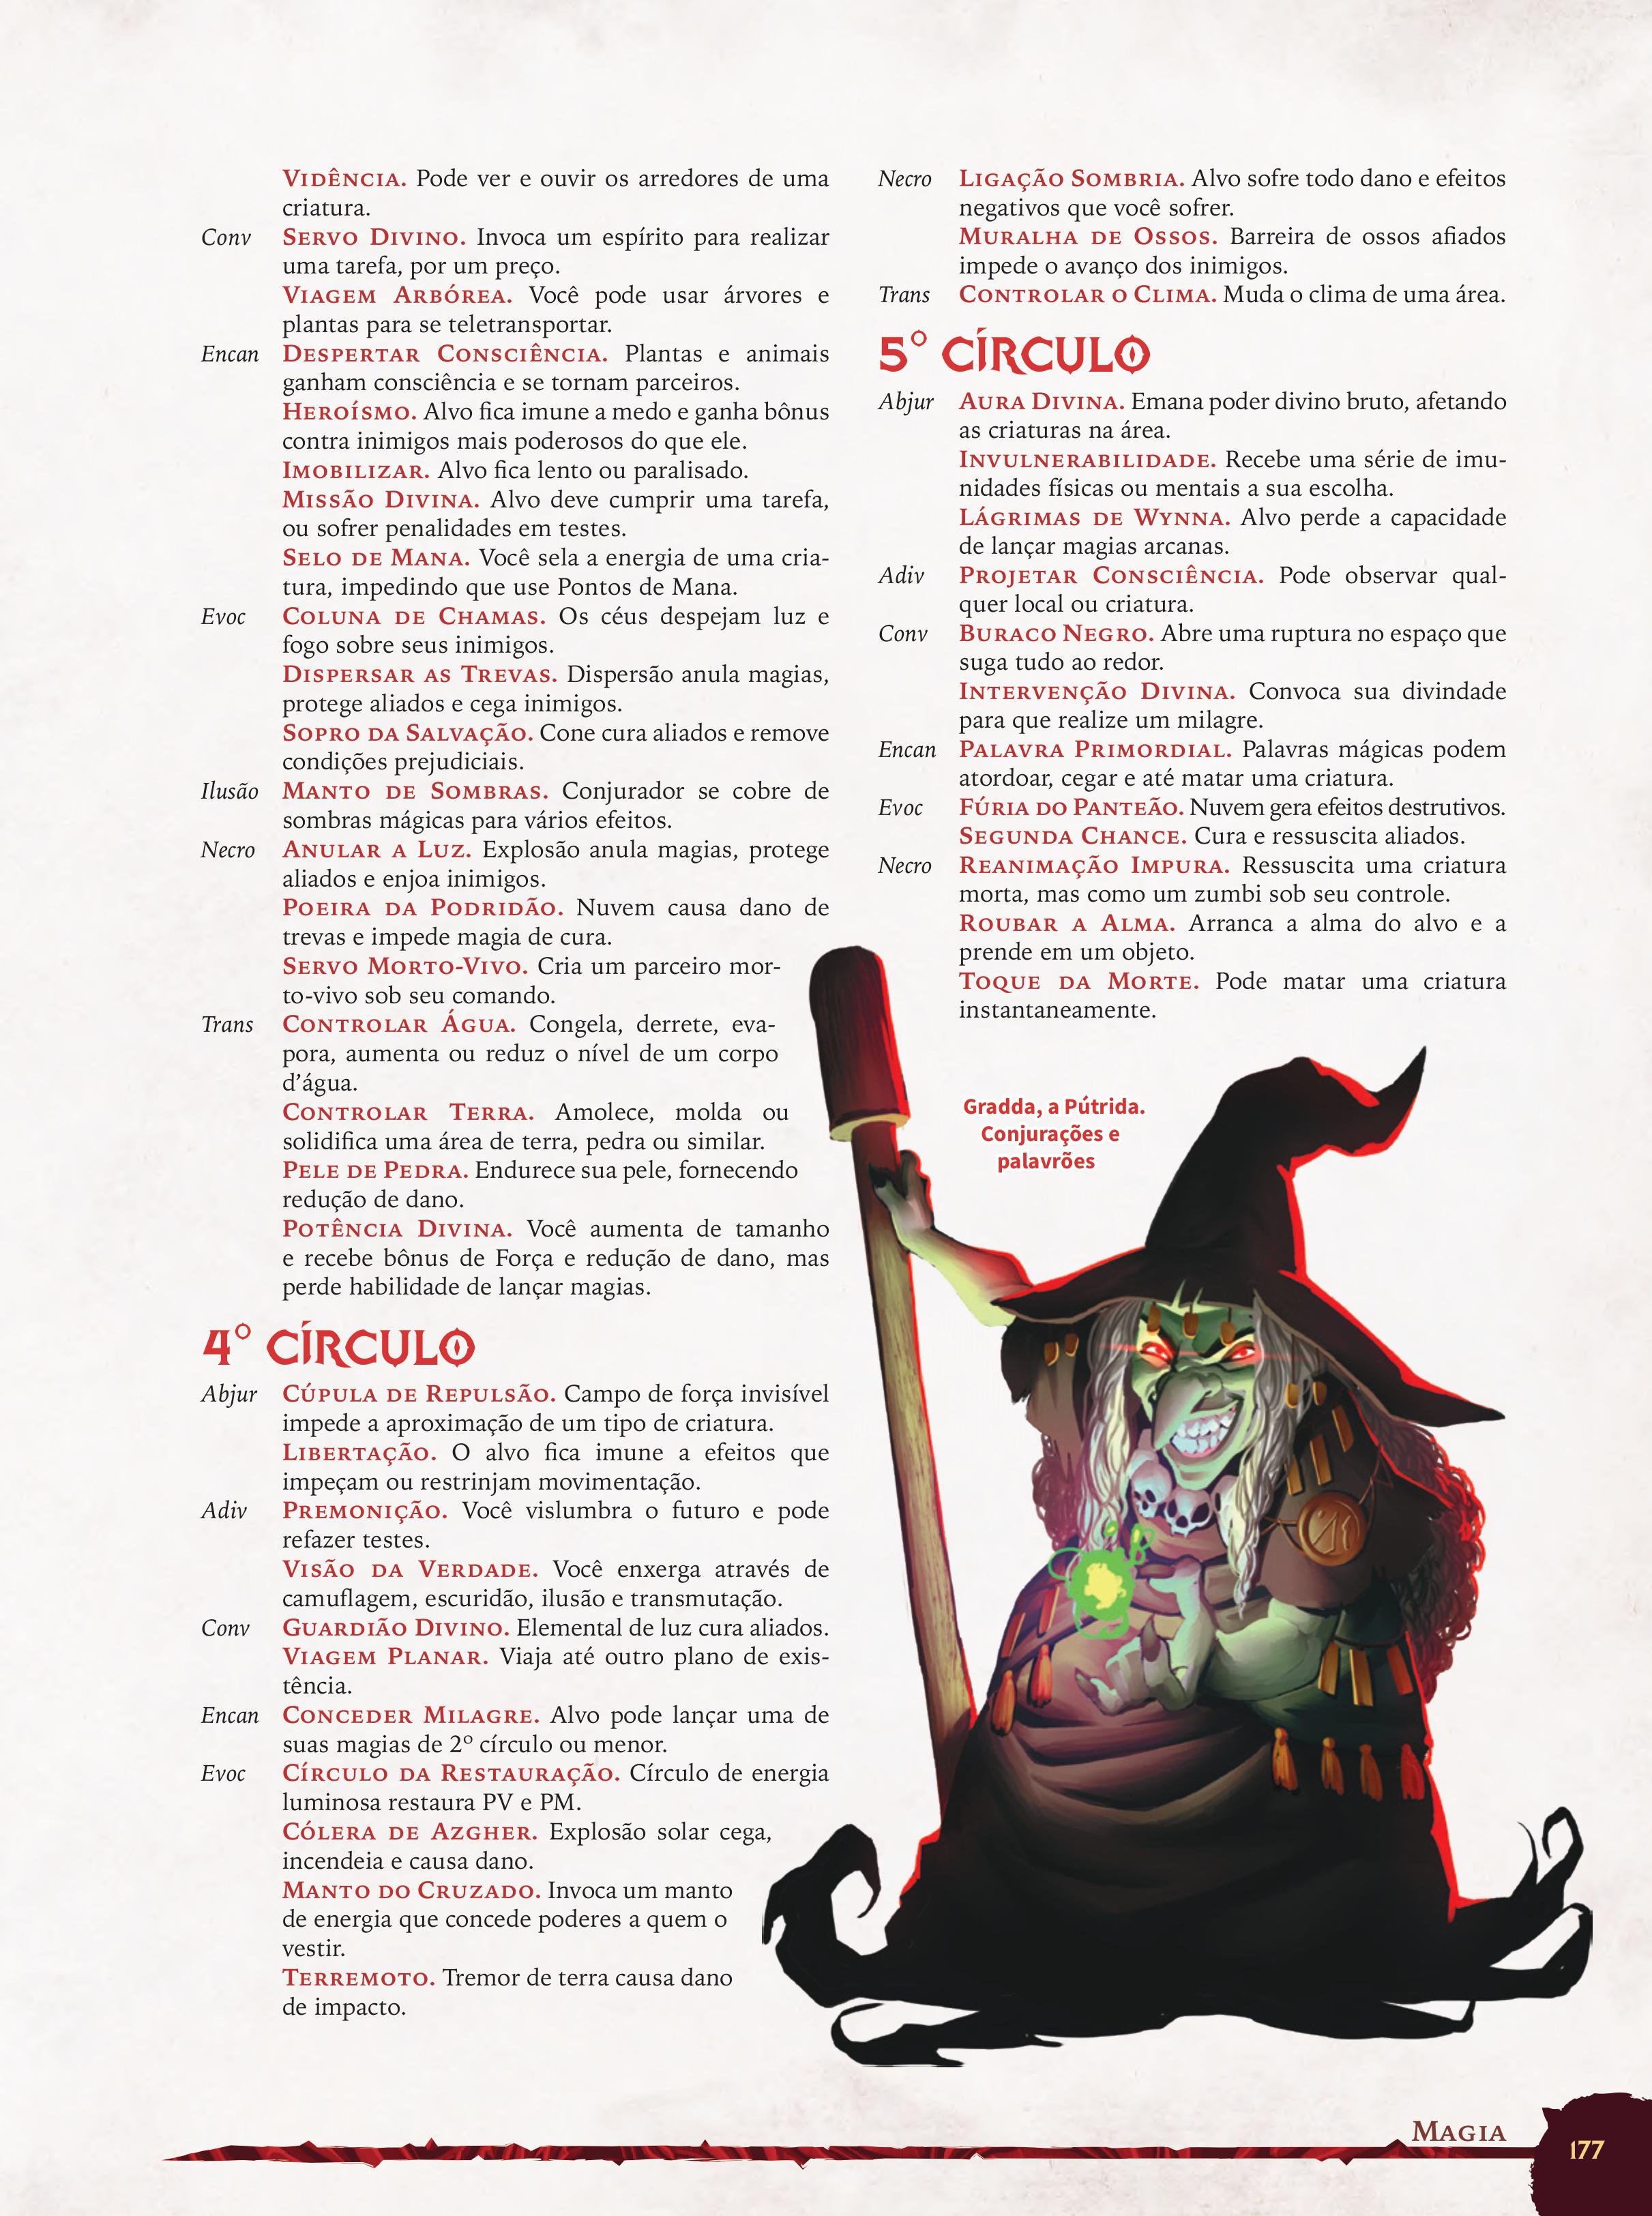 Vidência. Pode ver e ouvir os arredores de uma
criatura.
Conv Servo Divino. Invoca um espírito para realizar
uma tarefa, por um preço.
Viagem Arbórea. Você pode usar árvores e
plantas para se teletransportar.
Encan Despertar Consciência. Plantas e animais
ganham consciência e se tornam parceiros.
Heroísmo. Alvo fica imune a medo e ganha bônus
contra inimigos mais poderosos do que ele.
Imobilizar. Alvo fica lento ou paralisado.
Missão Divina. Alvo deve cumprir uma tarefa,
ou sofrer penalidades em testes.
Selo de Mana. Você sela a energia de uma cria-
tura, impedindo que use Pontos de Mana.
Evoc Coluna de Chamas. Os céus despejam luz e
fogo sobre seus inimigos.
Dispersar as Trevas. Dispersão anula magias,
protege aliados e cega inimigos.
Sopro da Salvação. Cone cura aliados e remove
condições prejudiciais.
Ilusão Manto de Sombras. Conjurador se cobre de
sombras mágicas para vários efeitos.
Necro Anular a Luz. Explosão anula magias, protege
aliados e enjoa inimigos.
Poeira da Podridão. Nuvem causa dano de
trevas e impede magia de cura.
Servo Morto-Vivo. Cria um parceiro mor-
to-vivo sob seu comando.
Trans Controlar Água. Congela, derrete, eva-
pora, aumenta ou reduz o nível de um corpo
d’água.
Controlar Terra. Amolece, molda ou
solidifica uma área de terra, pedra ou similar.
Pele de Pedra. Endurece sua pele, fornecendo
redução de dano.
Potência Divina. Você aumenta de tamanho
e recebe bônus de Força e redução de dano, mas
perde habilidade de lançar magias.
4° CÍRCULO
Abjur Cúpula de Repulsão. Campo de força invisível
impede a aproximação de um tipo de criatura.
Libertação. O alvo fica imune a efeitos que
impeçam ou restrinjam movimentação.
Adiv Premonição. Você vislumbra o futuro e pode
refazer testes.
Visão da Verdade. Você enxerga através de
camuflagem, escuridão, ilusão e transmutação.
Conv Guardião Divino. Elemental de luz cura aliados.
Viagem Planar. Viaja até outro plano de exis-
tência.
Encan Conceder Milagre. Alvo pode lançar uma de
suas magias de 2º círculo ou menor.
Evoc Círculo da Restauração. Círculo de energia
luminosa restaura PV e PM.
Cólera de Azgher. Explosão solar cega,
incendeia e causa dano.
Manto do Cruzado. Invoca um manto
de energia que concede poderes a quem o
vestir.
Terremoto. Tremor de terra causa dano
de impacto.
Necro Ligação Sombria. Alvo sofre todo dano e efeitos
negativos que você sofrer.
Muralha de Ossos. Barreira de ossos afiados
impede o avanço dos inimigos.
Trans Controlar o Clima. Muda o clima de uma área.
5° CÍRCULO
Abjur Aura Divina. Emana poder divino bruto, afetando
as criaturas na área.
Invulnerabilidade. Recebe uma série de imu-
nidades físicas ou mentais a sua escolha.
Lágrimas de Wynna. Alvo perde a capacidade
de lançar magias arcanas.
Adiv Projetar Consciência. Pode observar qual-
quer local ou criatura.
Conv Buraco Negro. Abre uma ruptura no espaço que
suga tudo ao redor.
Intervenção Divina. Convoca sua divindade
para que realize um milagre.
Encan Palavra Primordial. Palavras mágicas podem
atordoar, cegar e até matar uma criatura.
Evoc Fúria do Panteão. Nuvem gera efeitos destrutivos.
Segunda Chance. Cura e ressuscita aliados.
Necro Reanimação Impura. Ressuscita uma criatura
morta, mas como um zumbi sob seu controle.
Roubar a Alma. Arranca a alma do alvo e a
prende em um objeto.
Toque da Morte. Pode matar uma criatura
instantaneamente.
Gradda, a Pútrida.
Conjurações e
palavrões
Magia
177